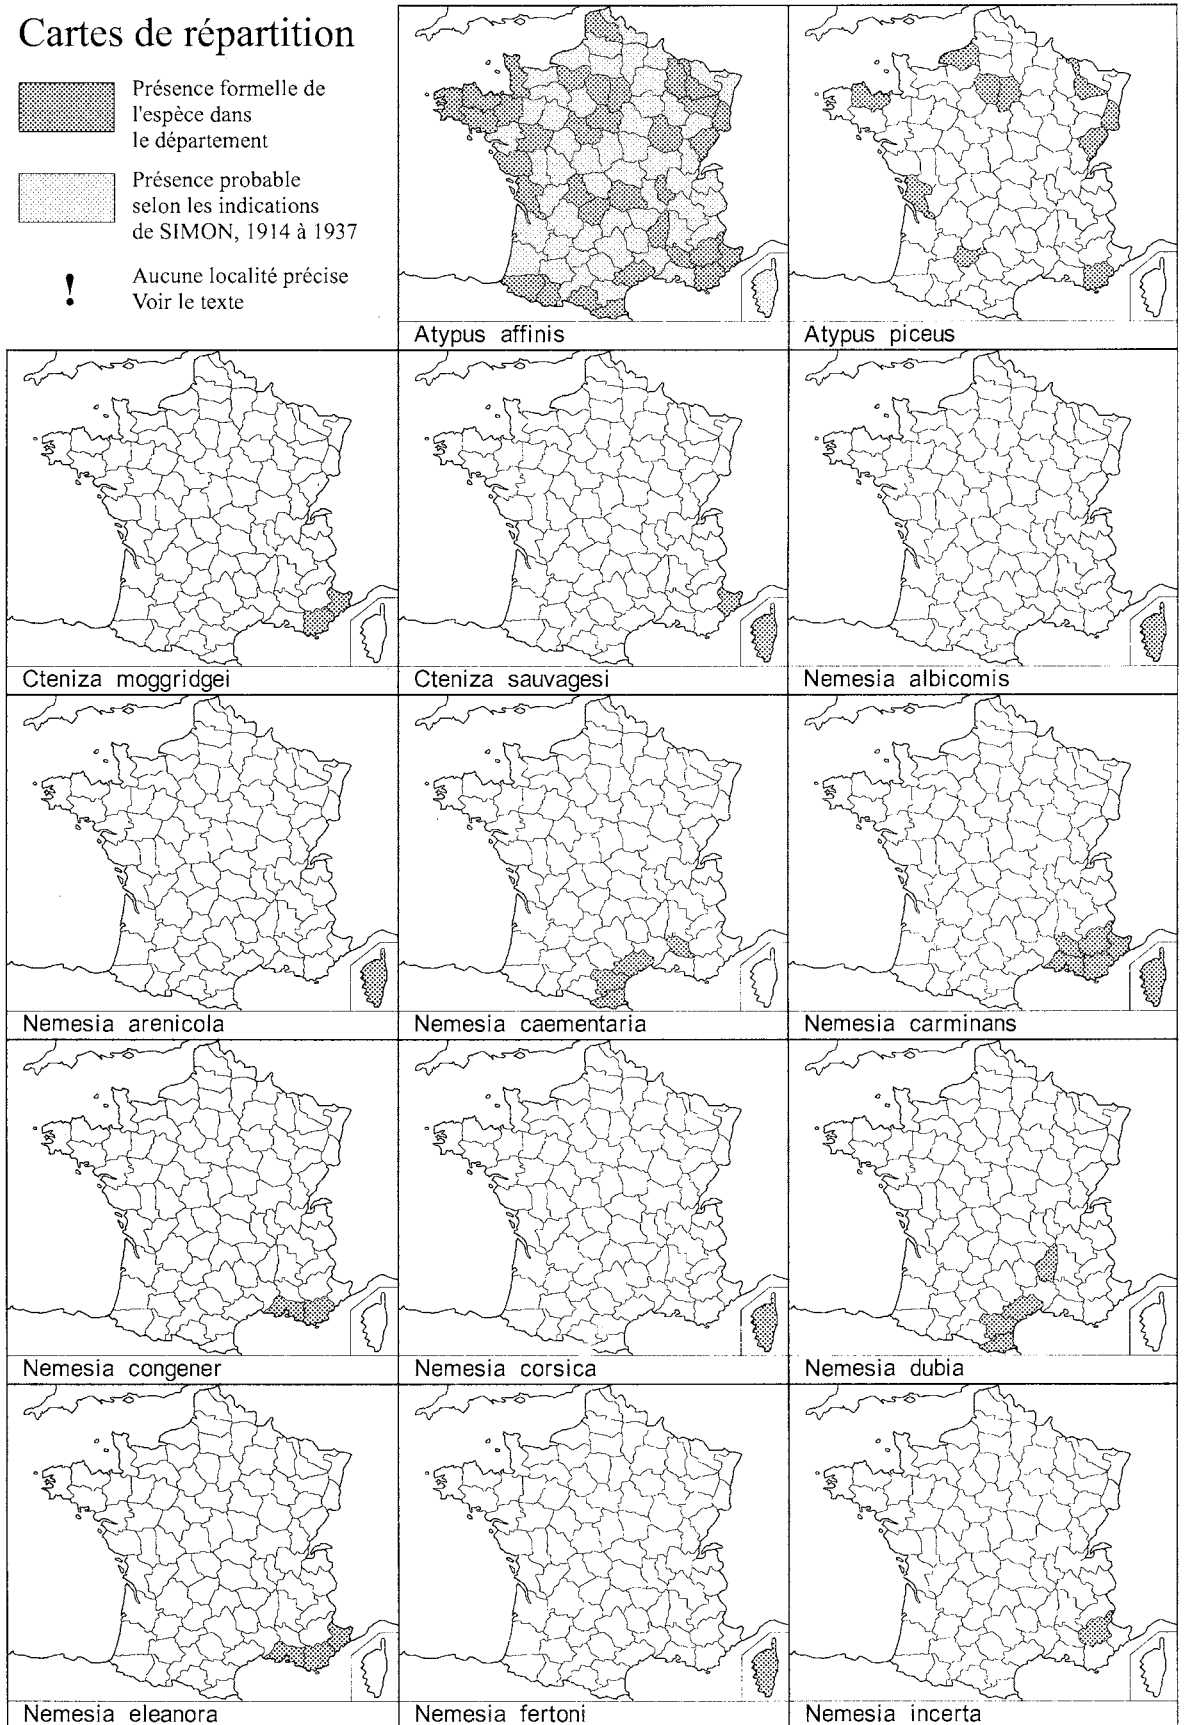 Cartes de répartition
Présence formelle de
l'espèce dans
le département
Présence probable
selon les indications
de SIMON, 1914 à 1937
! Aucune localité précise
Voir le texte
Atypus affinis
Atypus piceus
Cteniza moggridgei
Cteniza sauvagesi
Nemesia albicomis
Nemesia arenicola
Nemesia caementaria
Nemesia carminans
Nemesia congener
Nemesia corsica
Nemesia dubia
Nemesia eleanora
Nemesia fertoni
Nemesia incerta